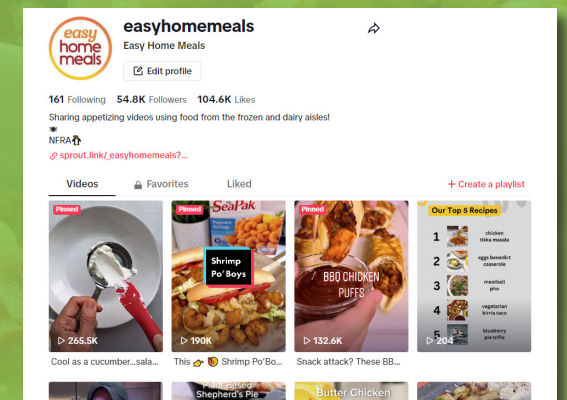 easy
home
meals
easyhomemeals
Easy Home Meals
Edit profile
161 Following 54.8K Followers 104.6K Likes
Sharing appetizing videos using food from the frozen and dairy aisles!
🍽
NFRA🐧
sprout.link/_easyhomemeals?...
Videos Favorites Liked + Create a playlist
Pinned
265.5K
Cool as a cucumber...sala...
Pinned
SeaPak
Popcorn
Shrimp
Shrimp
Po'Boys
190K
This 👉 Shrimp Po'Bo...
Pinned
BBQ CHICKEN
PUFFS
132.6K
Snack attack? These BB...
Our Top 5 Recipes
1 chicken
tikka masala
2 eggs benedict
casserole
3 meatball
pho
4 vegetarian
birria taco
5 blueberry
pie trifle
204
Plant-Based
Shepherd's Pie
Butter Chicken